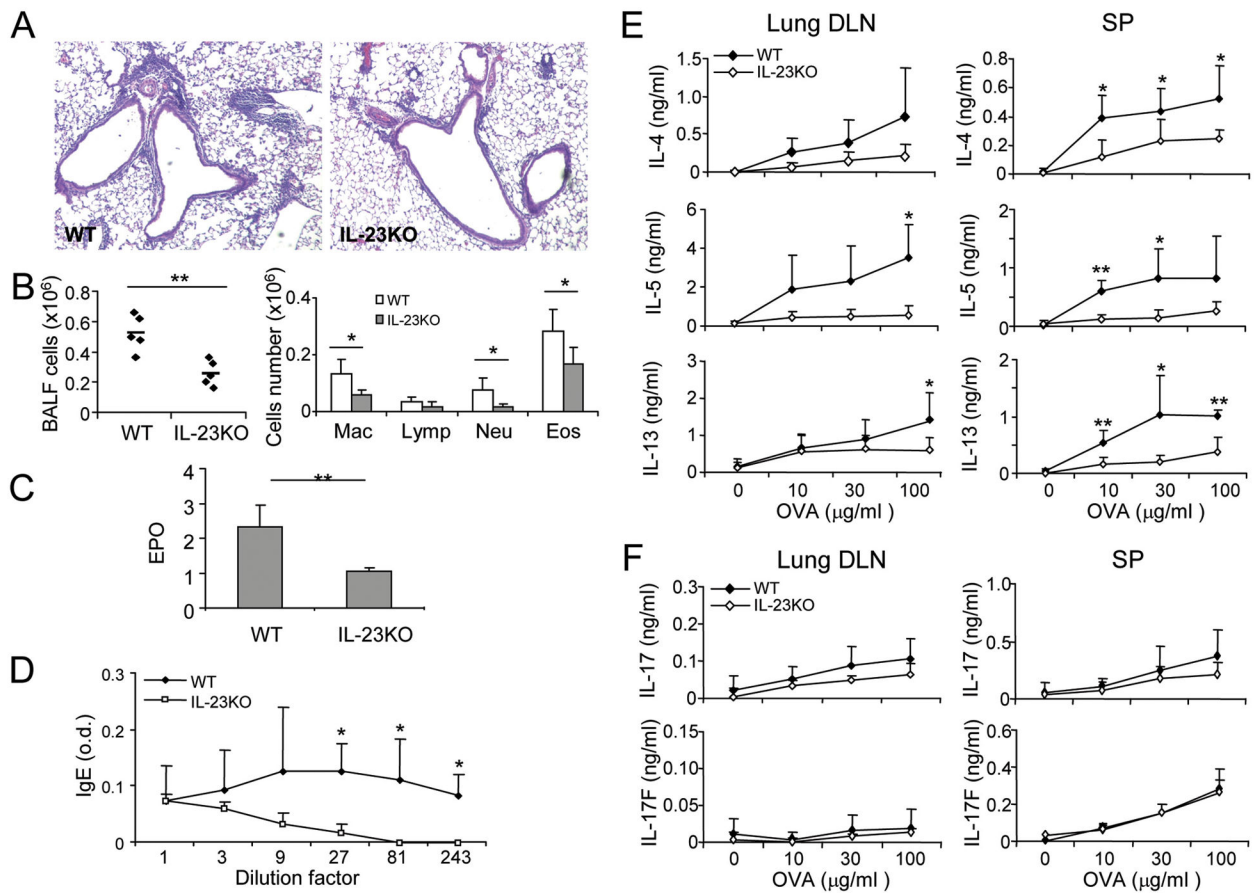 A
WT
IL-23KO
B
BALF cells (x10⁶)
0.8
0.6
0.4
0.2
0
**
WT
IL-23KO
Cells number (x10⁶)
0.4
0.2
0
WT
IL-23KO
*
*
*
Mac
Lymp
Neu
Eos
C
EPO
4
3
2
1
0
**
WT
IL-23KO
D
IgE (o.d.)
0.3
0.2
0.1
0.0
WT
IL-23KO
*
*
*
1 3 9 27 81 243
Dilution factor
E
Lung DLN
SP
WT
IL-23KO
IL-4 (ng/ml)
1.5
1.0
0.5
0
IL-4 (ng/ml)
0.8
0.6
0.4
0.2
0
*
*
*
IL-5 (ng/ml)
6
4
2
0
*
IL-5 (ng/ml)
2
1
0
**
*
IL-13 (ng/ml)
3
2
1
0
*
IL-13 (ng/ml)
2
1
0
**
*
**
0 10 30 100
OVA (μg/ml )
0 10 30 100
OVA (μg/ml )
F
Lung DLN
SP
WT
IL-23KO
IL-17 (ng/ml)
0.3
0.2
0.1
0
IL-17 (ng/ml)
1.0
0.5
0
IL-17F (ng/ml)
0.15
0.10
0.05
0
IL-17F (ng/ml)
0.6
0.4
0.2
0
0 10 30 100
OVA (μg/ml )
0 10 30 100
OVA (μg/ml )